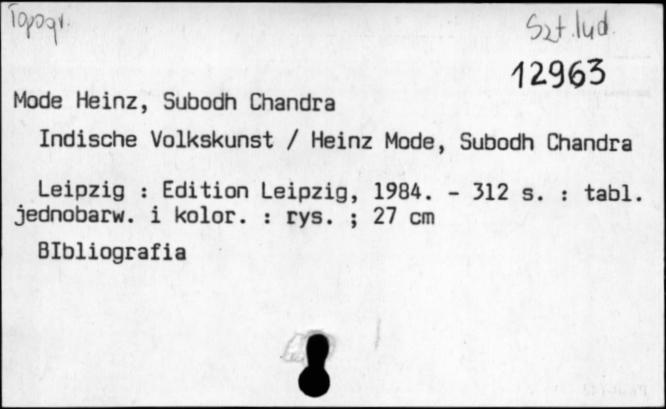 Topogr.
Szt. lud.
12963
Mode Heinz, Subodh Chandra
Indische Volkskunst / Heinz Mode, Subodh Chandra
Leipzig : Edition Leipzig, 1984. - 312 s. : tabl.
jednobarw. i kolor. : rys. ; 27 cm
BIbliografia